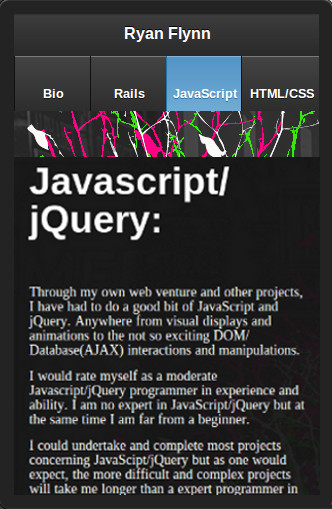 Ryan Flynn
Bio Rails JavaScript HTML/CSS
Javascript/
jQuery:
Through my own web venture and other projects,
I have had to do a good bit of JavaScript and
jQuery. Anywhere from visual displays and
animations to the not so exciting DOM/
Database(AJAX) interactions and manipulations.
I would rate myself as a moderate
Javascript/jQuery programmer in experience and
ability. I am no expert in JavaScript/jQuery but at
the same time I am far from a beginner.
I could undertake and complete most projects
concerning JavaScipt/jQuery but as one would
expect, the more difficult and complex projects
will take me longer than a expert programmer in